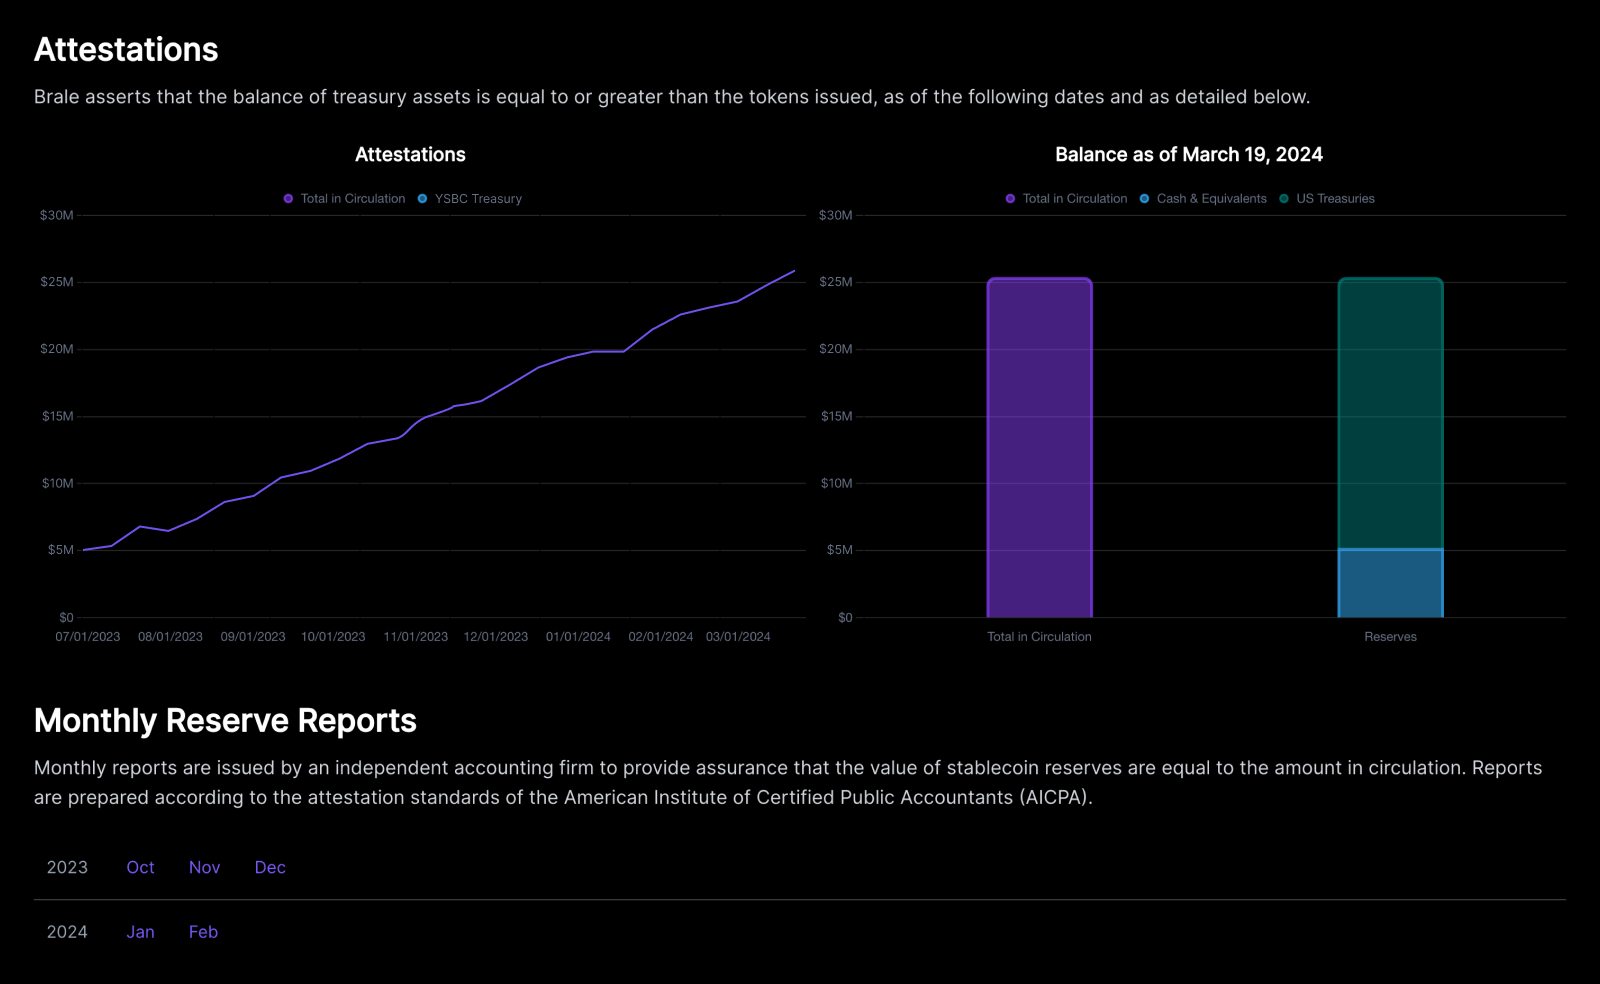 Attestations
Brale asserts that the balance of treasury assets is equal to or greater than the tokens issued, as of the following dates and as detailed below.
Attestations
Total in Circulation YSBC Treasury
$30M
$25M
$20M
$15M
$10M
$5M
$0
07/01/2023 08/01/2023 09/01/2023 10/01/2023 11/01/2023 12/01/2023 01/01/2024 02/01/2024 03/01/2024
Balance as of March 19, 2024
Total in Circulation Cash & Equivalents US Treasuries
$30M
$25M
$20M
$15M
$10M
$5M
$0
Total in Circulation Reserves
Monthly Reserve Reports
Monthly reports are issued by an independent accounting firm to provide assurance that the value of stablecoin reserves are equal to the amount in circulation. Reports
are prepared according to the attestation standards of the American Institute of Certified Public Accountants (AICPA).
2023 Oct Nov Dec
2024 Jan Feb